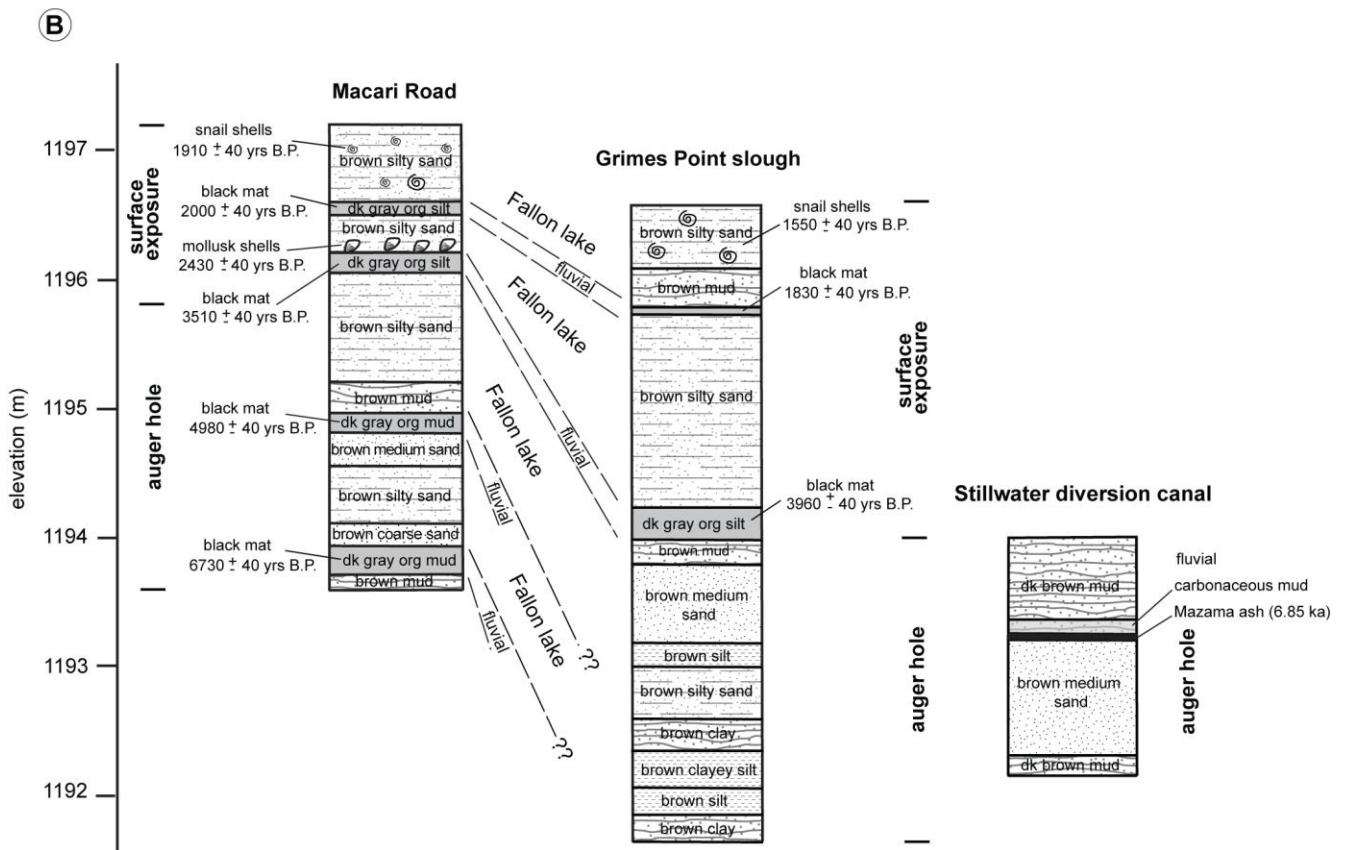 B
elevation (m)
1197
1196
1195
1194
1193
1192
surface
exposure
auger hole
Macari Road
snail shells
1910 ± 40 yrs B.P.
black mat
2000 ± 40 yrs B.P.
mollusk shells
2430 ± 40 yrs B.P.
black mat
3510 ± 40 yrs B.P.
black mat
4980 ± 40 yrs B.P.
black mat
6730 ± 40 yrs B.P.
brown silty sand
dk gray org silt
brown silty sand
dk gray org silt
brown silty sand
brown mud
dk gray org mud
brown medium sand
brown silty sand
brown coarse sand
dk gray org mud
brown mud
Fallon lake
fluvial
Fallon lake
fluvial
Fallon lake
fluvial
Fallon lake
fluvial
??
??
Grimes Point slough
brown silty sand
brown mud
brown silty sand
dk gray org silt
brown mud
brown medium
sand
brown silt
brown silty sand
brown clay
brown clayey silt
brown silt
brown clay
snail shells
1550 ± 40 yrs B.P.
black mat
1830 ± 40 yrs B.P.
black mat
3960 ± 40 yrs B.P.
surface
exposure
auger hole
Stillwater diversion canal
dk brown mud
brown medium
sand
dk brown mud
fluvial
carbonaceous mud
Mazama ash (6.85 ka)
auger hole